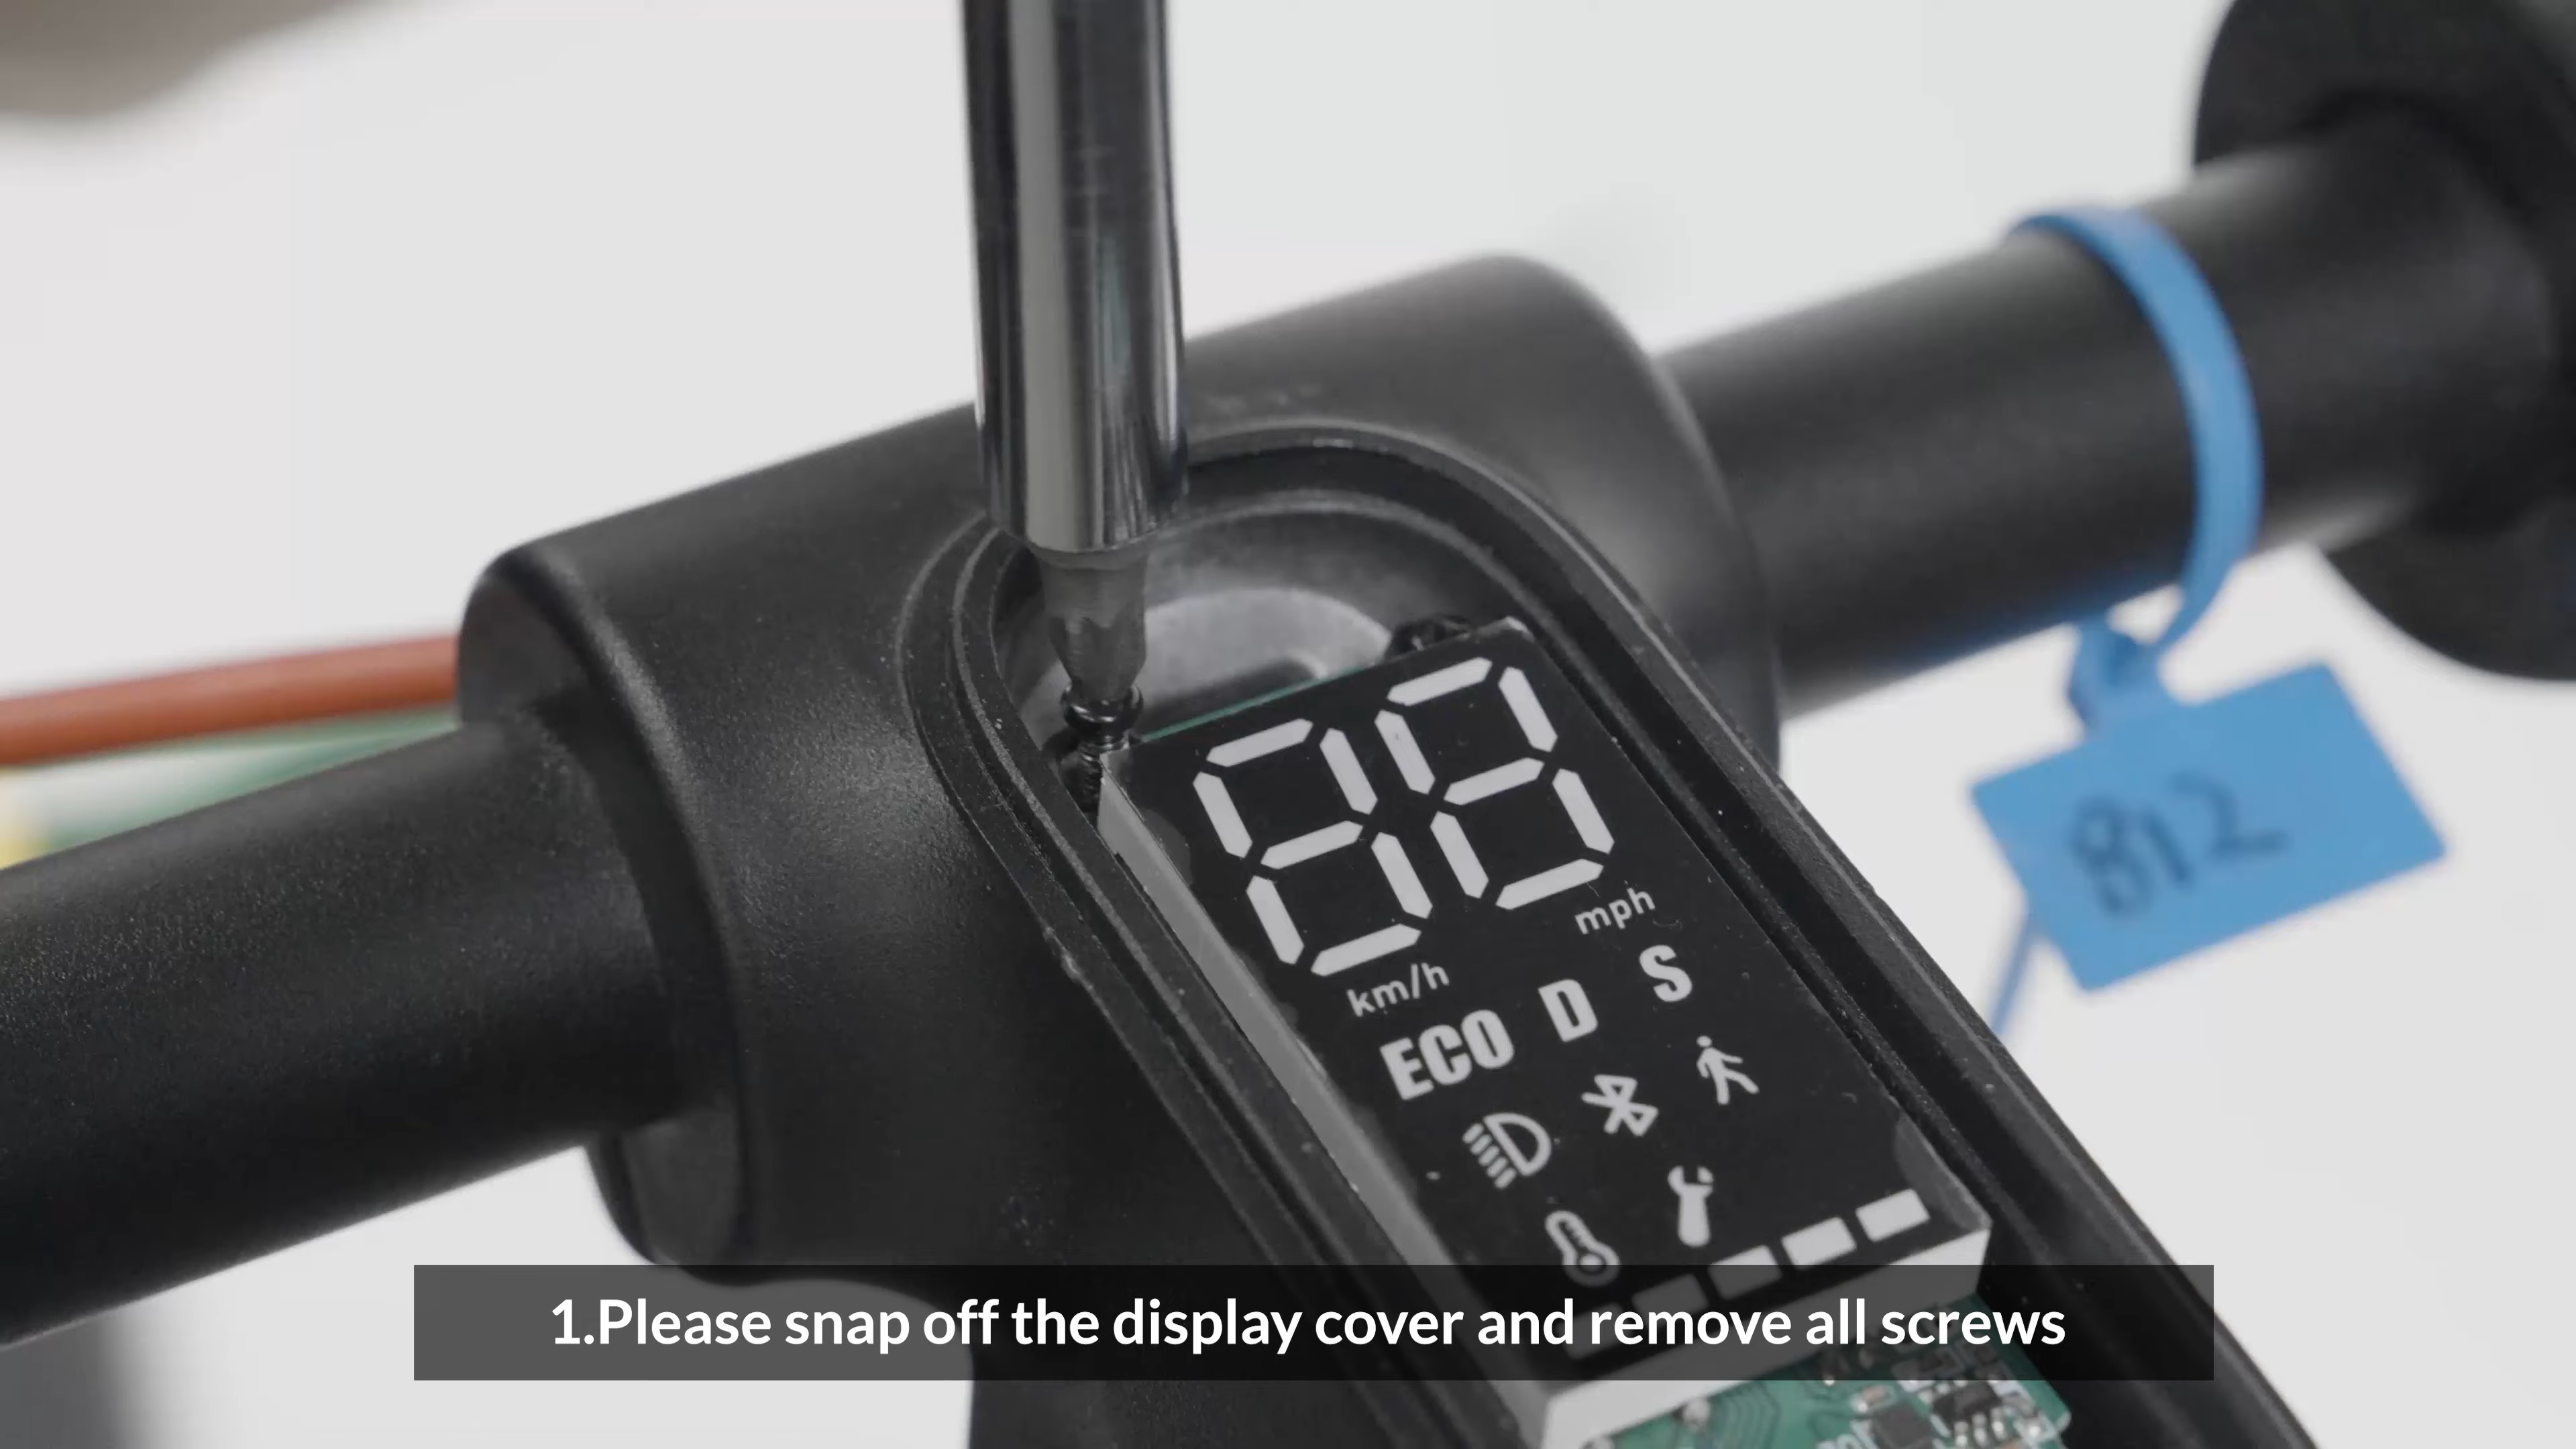 88
mph
km/h
ECO D S
812
1.Please snap off the display cover and remove all screws